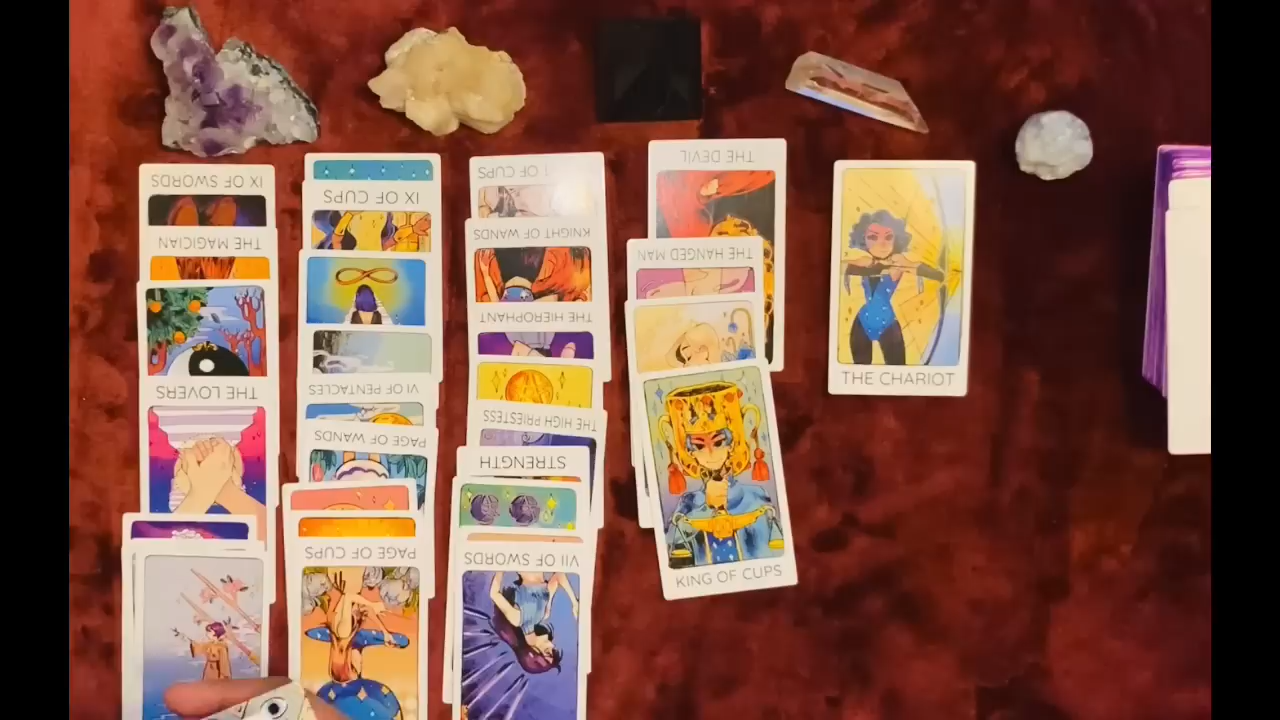 IX OF SWORDS
THE MAGICIAN
THE LOVERS
IX OF CUPS
VI OF PENTACLES
PAGE OF WANDS
PAGE OF CUPS
OF CUPS
KNIGHT OF WANDS
THE HIEROPHANT
THE HIGH PRIESTESS
STRENGTH
VII OF SWORDS
THE DEVIL
THE HANGED MAN
KING OF CUPS
THE CHARIOT